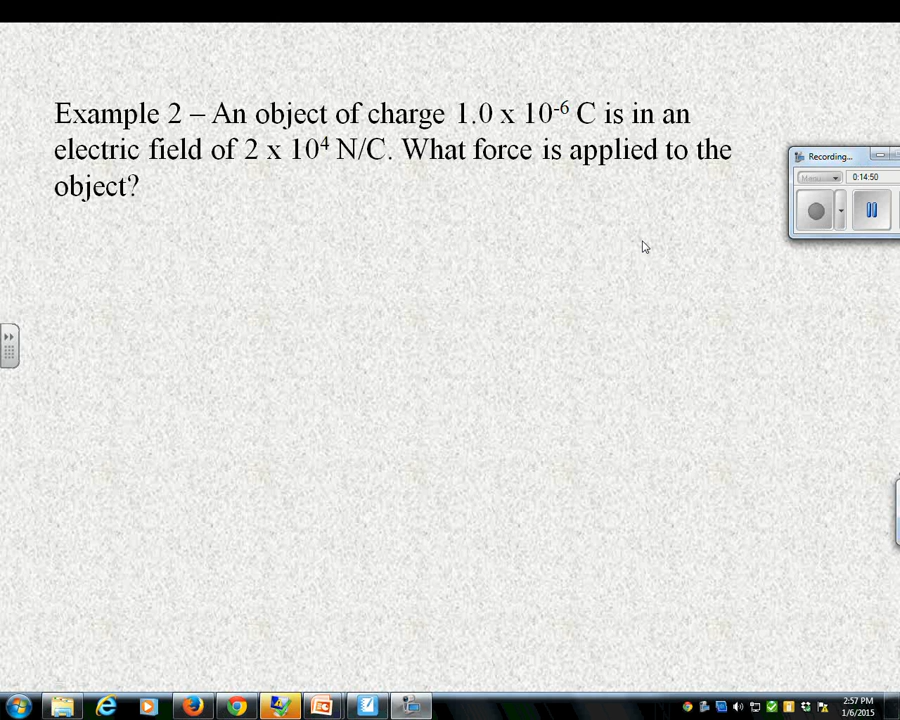 Example 2 – An object of charge 1.0 x 10⁻⁶ C is in an
electric field of 2 x 10⁴ N/C. What force is applied to the
object?
Recording...
Menu
0:14:50
2:57 PM
1/6/2015